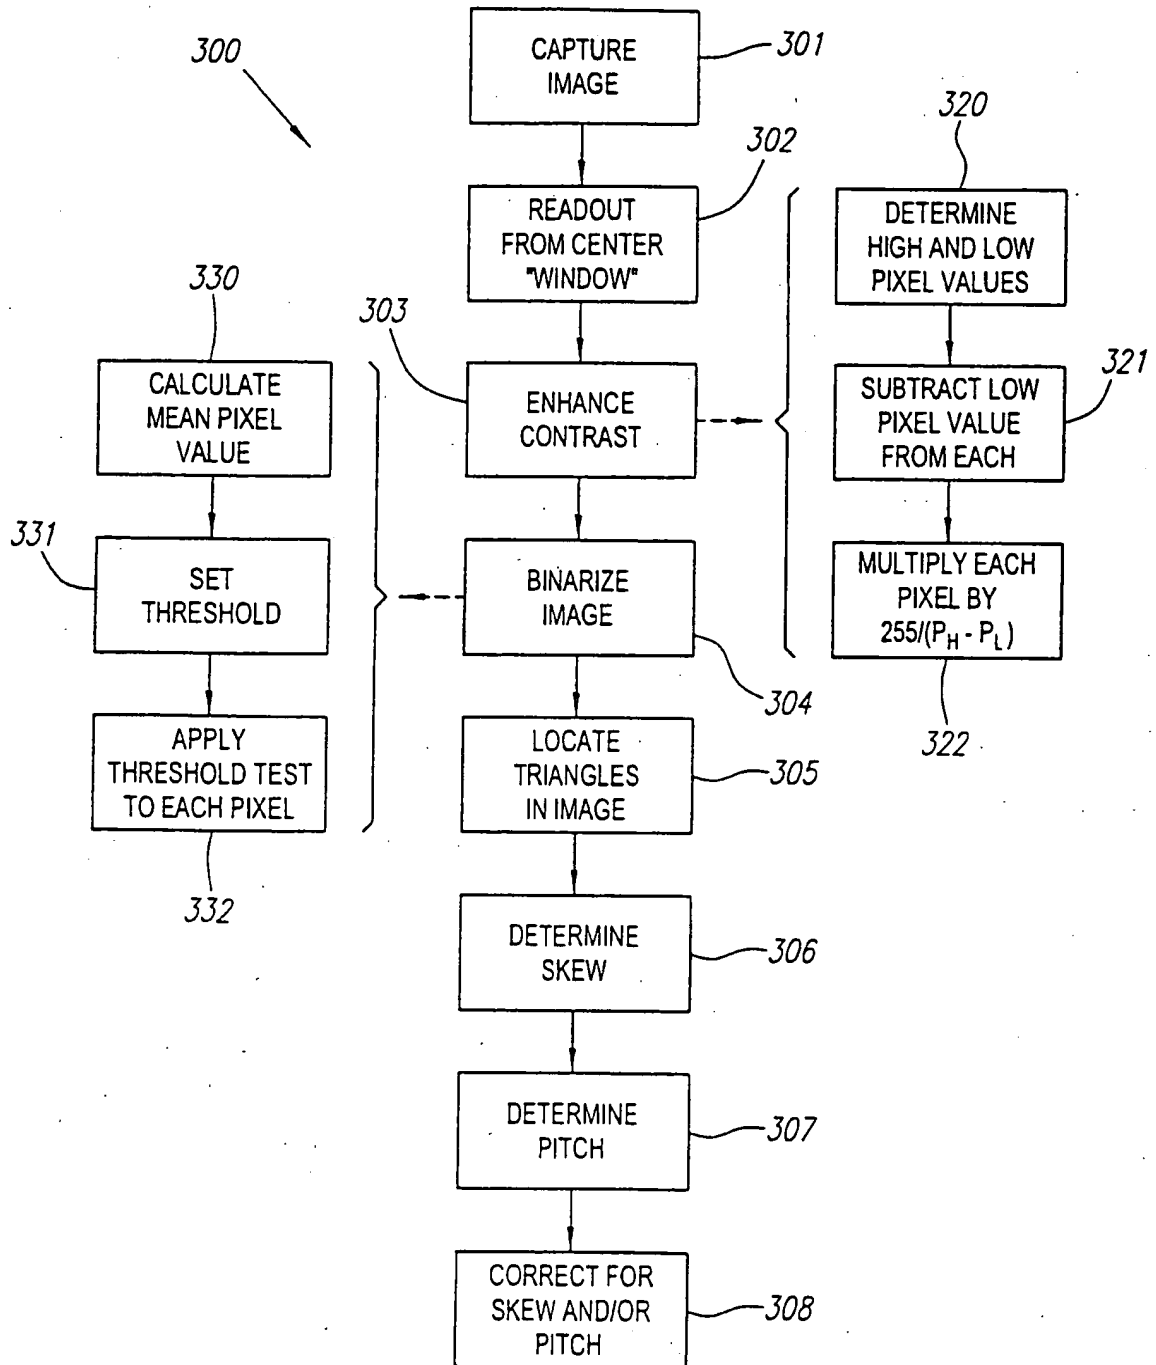 300
CAPTURE
IMAGE
301
302
READOUT
FROM CENTER
"WINDOW"
303
ENHANCE
CONTRAST
BINARIZE
IMAGE
304
LOCATE
TRIANGLES
IN IMAGE
305
DETERMINE
SKEW
306
DETERMINE
PITCH
307
CORRECT FOR
SKEW AND/OR
PITCH
308
320
DETERMINE
HIGH AND LOW
PIXEL VALUES
SUBTRACT LOW
PIXEL VALUE
FROM EACH
321
MULTIPLY EACH
PIXEL BY
255/(P_H - P_L)
322
330
CALCULATE
MEAN PIXEL
VALUE
331
SET
THRESHOLD
APPLY
THRESHOLD TEST
TO EACH PIXEL
332